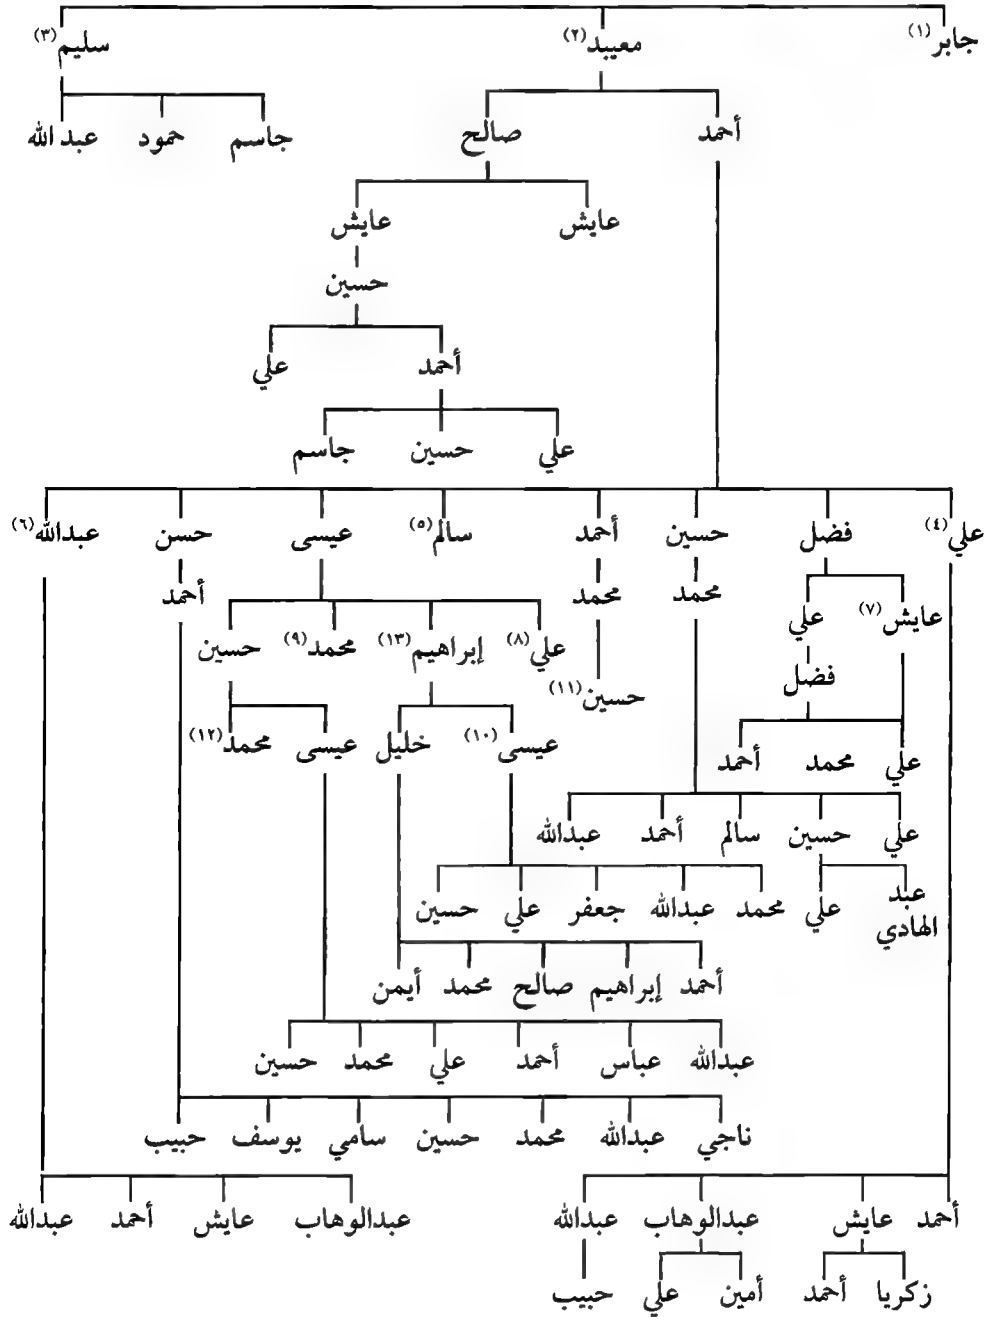 جابر(١) معيبد(٢) سليم(٣)
أحمد صالح جاسم حمود عبدالله
عايش عايش
حسين
أحمد علي
علي حسين جاسم
علي(٤) فضل حسين أحمد سالم(٥) عيسى حسن عبدالله(٦)
محمد محمد أحمد
عايش(٧) علي علي(٨) إبراهيم(١٣) محمد(٩) حسين
فضل حسين(١١)
عيسى(١٠) خليل عيسى محمد(١٢)
علي محمد أحمد
علي حسين سالم أحمد عبدالله
عبد الهادي علي محمد عبدالله جعفر علي حسين
أحمد إبراهيم صالح محمد أيمن
عبدالله عباس أحمد علي محمد حسين
ناجي عبدالله محمد حسين سامي يوسف حبيب
أحمد عايش عبدالوهاب عبدالله عبدالوهاب عايش أحمد عبدالله
زكريا أحمد أمين علي حبيب